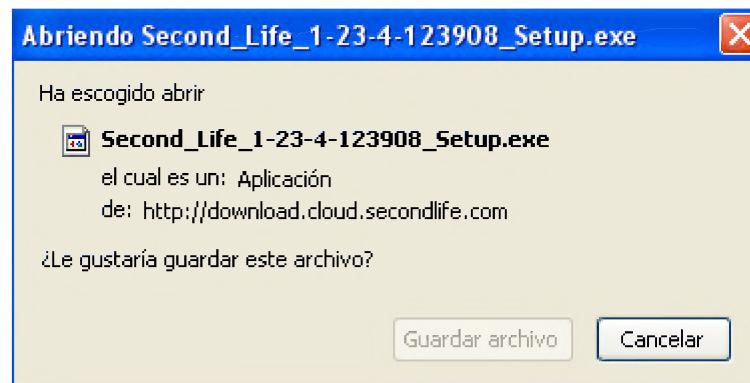 Abriendo Second_Life_1-23-4-123908_Setup.exe
Ha escogido abrir
Second_Life_1-23-4-123908_Setup.exe
el cual es un: Aplicación
de: http://download.cloud.secondlife.com
¿Le gustaría guardar este archivo?
Guardar archivo Cancelar